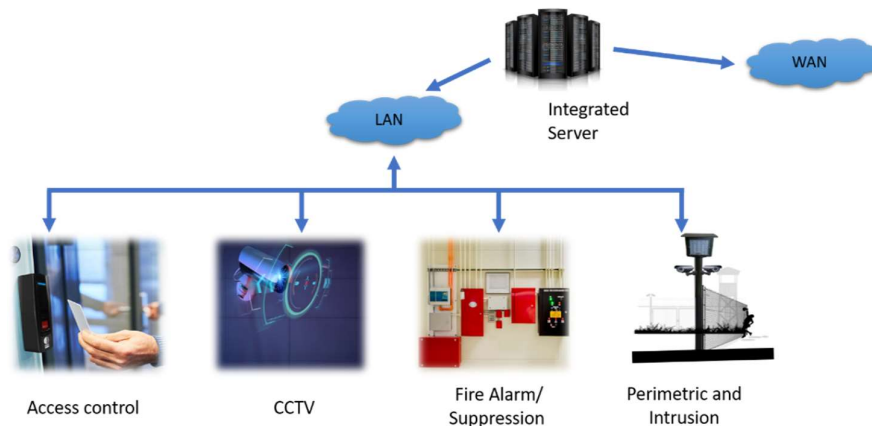 WAN
LAN
Integrated
Server
Access control
CCTV
Fire Alarm/
Suppression
Perimetric and
Intrusion